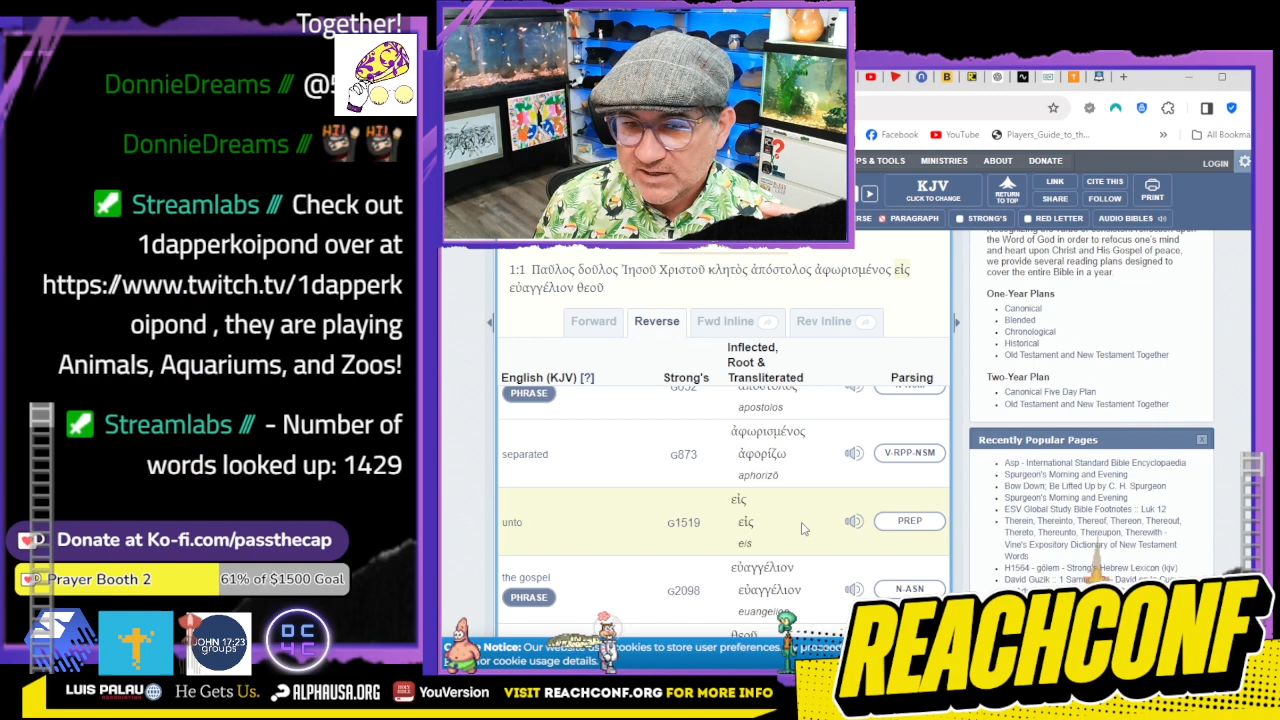 Together!
DonnieDreams /// @
DonnieDreams ///
Streamlabs /// Check out
1dapperkoipond over at
https://www.twitch.tv/1dapperk
oipond , they are playing
Animals, Aquariums, and Zoos!
Streamlabs /// - Number of
words looked up: 1429
Donate at Ko-fi.com/passthecap
Prayer Booth 2
61% of $1500 Goal
JOHN 17:23
groups
Facebook
YouTube
Players_Guide_to_th...
»
All Bookma
PS & TOOLS
MINISTRIES
ABOUT
DONATE
LOGIN
KJV
CLICK TO CHANGE
RETURN
TO TOP
LINK
CITE THIS
SHARE
FOLLOW
PRINT
RSE
PARAGRAPH
STRONG'S
RED LETTER
AUDIO BIBLES
1:1 Παῦλος δοῦλος Ἰησοῦ Χριστοῦ κλητὸς ἀπόστολος ἀφωρισμένος εἰς
εὐαγγέλιον θεοῦ
Forward
Reverse
Fwd Inline
Rev Inline
Inflected,
Root &
English (KJV) [?]
Strong's
Transliterated
Parsing
PHRASE
G652
ἀπόστολος
apostolos
ἀφωρισμένος
separated
G873
ἀφορίζω
V-RPP-NSM
aphorizō
εἰς
unto
G1519
εἰς
PREP
eis
εὐαγγέλιον
the gospel
PHRASE
G2098
εὐαγγέλιον
N-ASN
euangelion
θεοῦ
the Word of God in order to refocus one's mind
and heart upon Christ and His Gospel of peace,
we provide several reading plans designed to
cover the entire Bible in a year.
One-Year Plans
• Canonical
• Blended
• Chronological
• Historical
• Old Testament and New Testament Together
Two-Year Plan
• Canonical Five Day Plan
• Old Testament and New Testament Together
Recently Popular Pages
• Asp - International Standard Bible Encyclopaedia
• Spurgeon's Morning and Evening
• Bow Down; Be Lifted Up by C. H. Spurgeon
• Spurgeon's Morning and Evening
• ESV Global Study Bible Footnotes :: Luk 12
• Therein, Thereinto, Thereof, Thereon, Thereout,
Thereto, Thereunto, Thereupon, Therewith -
Vine's Expository Dictionary of New Testament
Words
• H1564 - gōlem - Strong's Hebrew Lexicon (kjv)
Notice: Our website uses cookies to store user preferences.
for cookie usage details.
LUIS PALAU
ASSOCIATION
He Gets Us.
ALPHAUSA.ORG
HOLY
BIBLE
YouVersion
VISIT REACHCONF.ORG FOR MORE INFO
REACHCONF